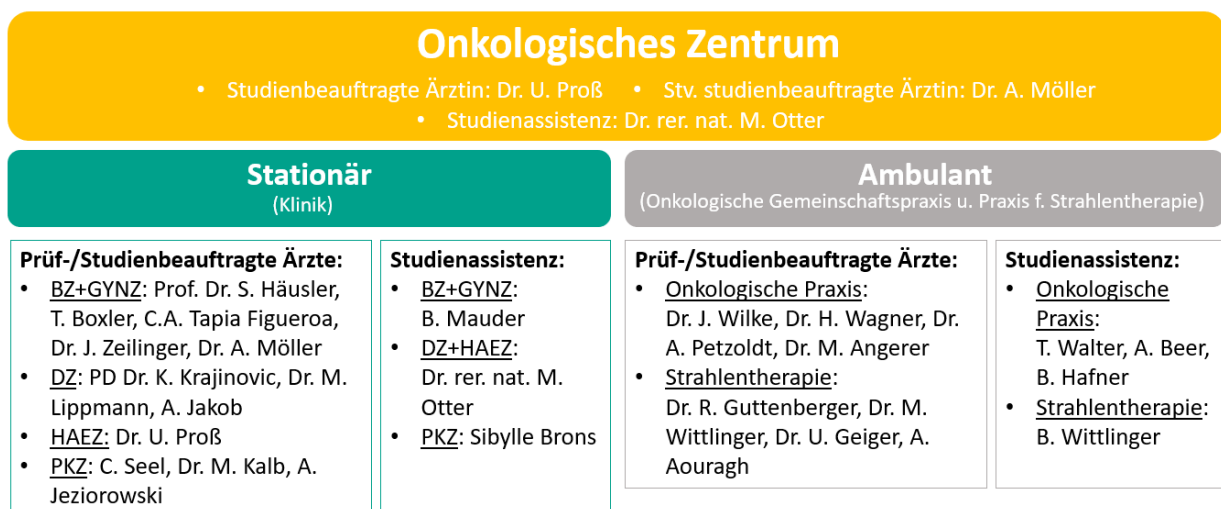 Onkologisches Zentrum
• Studienbeauftragte Ärztin: Dr. U. Proß • Stv. studienbeauftragte Ärztin: Dr. A. Möller
• Studienassistenz: Dr. rer. nat. M. Otter
Stationär
(Klinik)
Prüf-/Studienbeauftragte Ärzte:
• BZ+GYNZ: Prof. Dr. S. Häusler,
T. Boxler, C.A. Tapia Figueroa,
Dr. J. Zeilinger, Dr. A. Möller
• DZ: PD Dr. K. Krajinovic, Dr. M.
Lippmann, A. Jakob
• HAEZ: Dr. U. Proß
• PKZ: C. Seel, Dr. M. Kalb, A.
Jeziorowski
Studienassistenz:
• BZ+GYNZ:
B. Mauder
• DZ+HAEZ:
Dr. rer. nat. M.
Otter
• PKZ: Sibylle Brons
Ambulant
(Onkologische Gemeinschaftspraxis u. Praxis f. Strahlentherapie)
Prüf-/Studienbeauftragte Ärzte:
• Onkologische Praxis:
Dr. J. Wilke, Dr. H. Wagner, Dr.
A. Petzoldt, Dr. M. Angerer
• Strahlentherapie:
Dr. R. Guttenberger, Dr. M.
Wittlinger, Dr. U. Geiger, A.
Aouragh
Studienassistenz:
• Onkologische
Praxis:
T. Walter, A. Beer,
B. Hafner
• Strahlentherapie:
B. Wittlinger